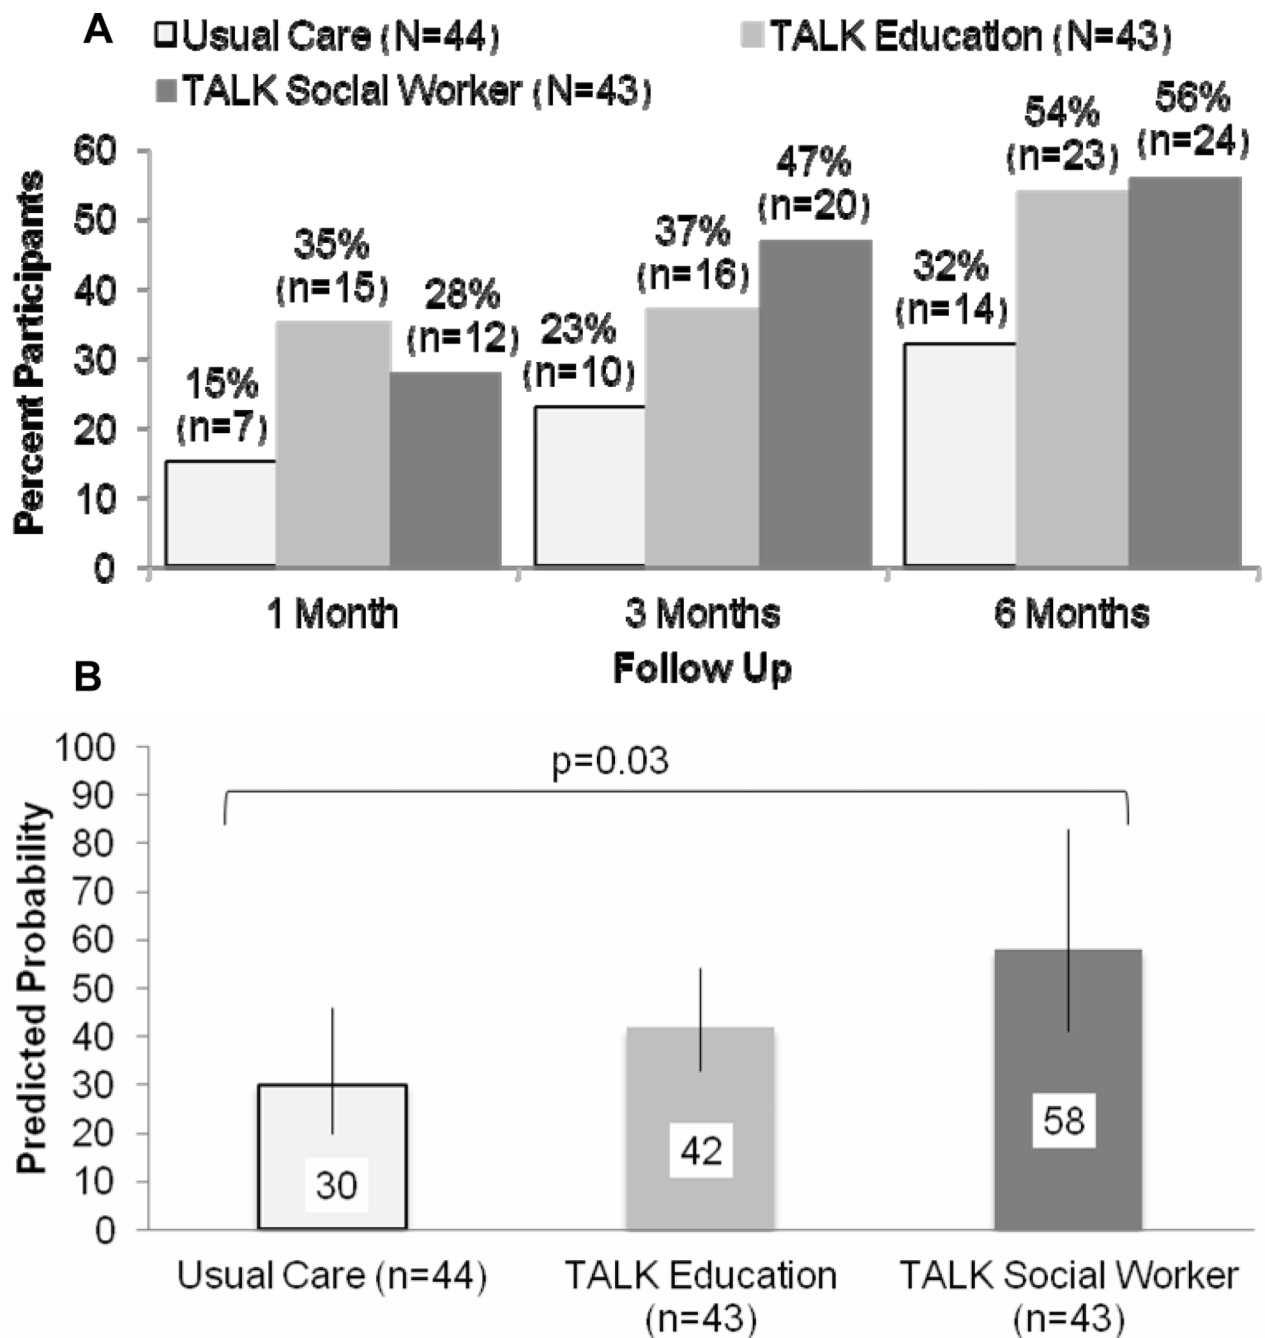 A
Usual Care (N=44)
TALK Education (N=43)
TALK Social Worker (N=43)
Percent Participants
60
50
40
30
20
10
0
15%
(n=7)
35%
(n=15)
28%
(n=12)
23%
(n=10)
37%
(n=16)
47%
(n=20)
32%
(n=14)
54%
(n=23)
56%
(n=24)
1 Month
3 Months
6 Months
Follow Up
B
Predicted Probability
100
90
80
70
60
50
40
30
20
10
0
p=0.03
30
42
58
Usual Care (n=44)
TALK Education
(n=43)
TALK Social Worker
(n=43)